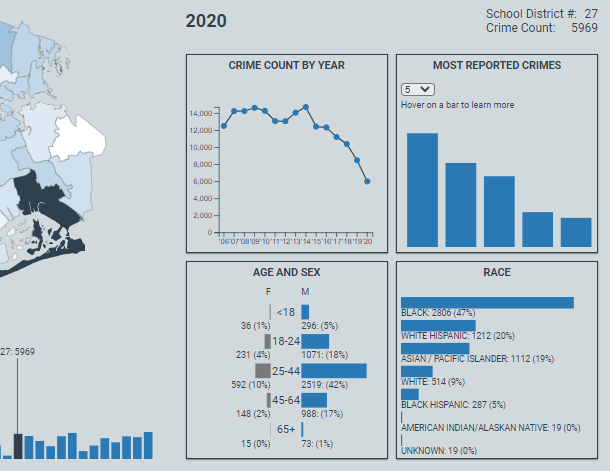 2020
School District #: 27
Crime Count: 5969
CRIME COUNT BY YEAR
14,000
12,000
10,000
8,000
6,000
4,000
2,000
0
'06'07'08'09'10'11'12'13'14'15'16'17'18'19'20
MOST REPORTED CRIMES
5
Hover on a bar to learn more
AGE AND SEX
F M
<18
36 (1%) 296: (5%)
18-24
231 (4%) 1071: (18%)
25-44
592 (10%) 2519: (42%)
45-64
148 (2%) 988: (17%)
65+
15 (0%) 73: (1%)
RACE
BLACK: 2806 (47%)
WHITE HISPANIC: 1212 (20%)
ASIAN / PACIFIC ISLANDER: 1112 (19%)
WHITE: 514 (9%)
BLACK HISPANIC: 287 (5%)
AMERICAN INDIAN/ALASKAN NATIVE: 19 (0%)
UNKNOWN: 19 (0%)
27: 5969